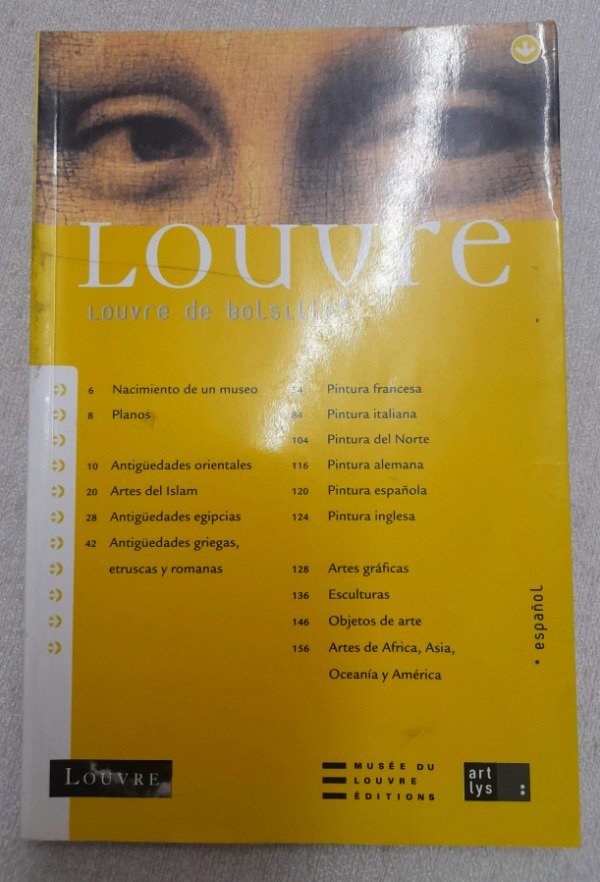 Louvre
Louvre de bolsillo*
6 Nacimiento de un museo
8 Planos
10 Antigüedades orientales
20 Artes del Islam
28 Antigüedades egipcias
42 Antigüedades griegas,
etruscas y romanas
Pintura francesa
84 Pintura italiana
104 Pintura del Norte
116 Pintura alemana
120 Pintura española
124 Pintura inglesa
128 Artes gráficas
136 Esculturas
146 Objetos de arte
156 Artes de Africa, Asia,
Oceanía y América
* español
LOUVRE
MUSÉE DU
LOUVRE
ÉDITIONS
art
lys :